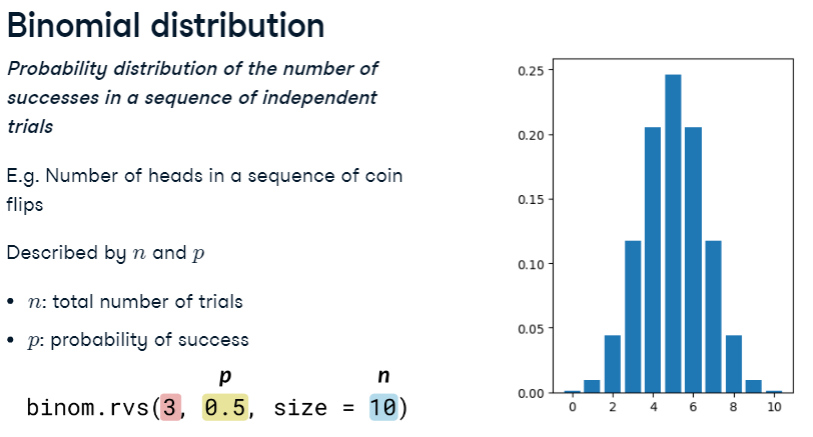 Binomial distribution
Probability distribution of the number of
successes in a sequence of independent
trials
E.g. Number of heads in a sequence of coin
flips
Described by n and p
• n: total number of trials
• p: probability of success
p n
binom.rvs(3, 0.5, size = 10)
0.25
0.20
0.15
0.10
0.05
0.00
0 2 4 6 8 10